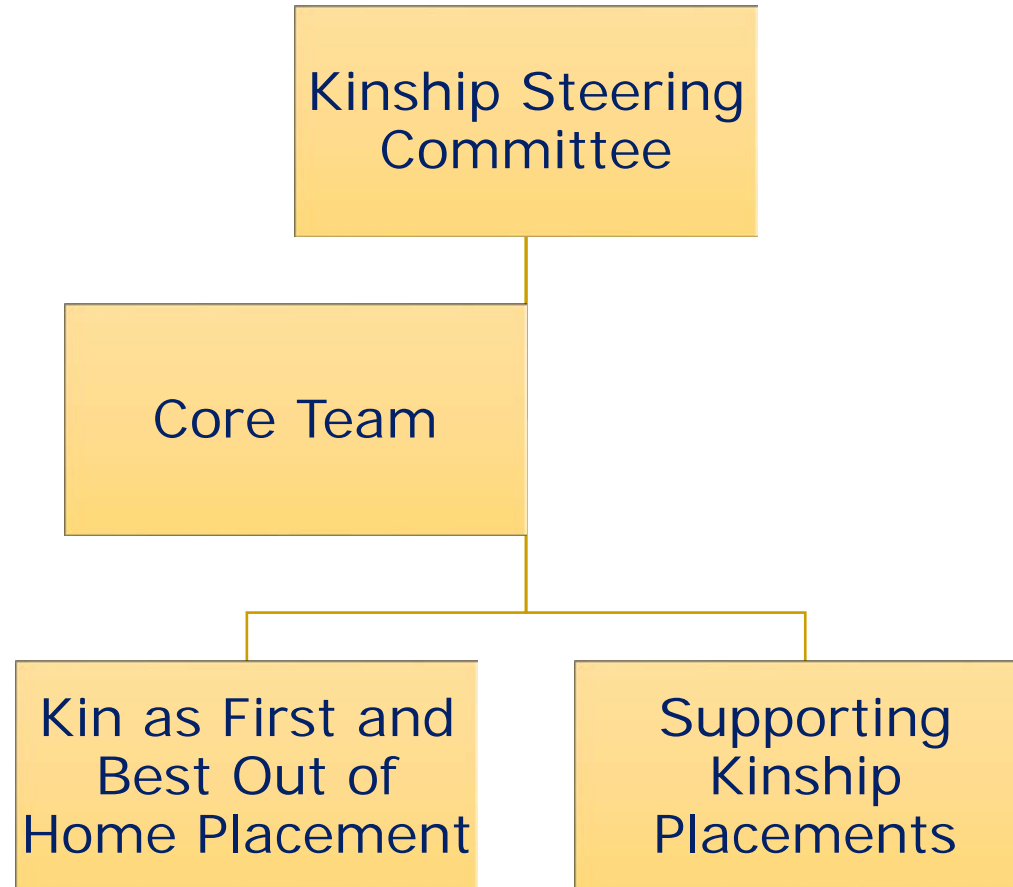 Kinship Steering
Committee
Core Team
Kin as First and
Best Out of
Home Placement
Supporting
Kinship
Placements